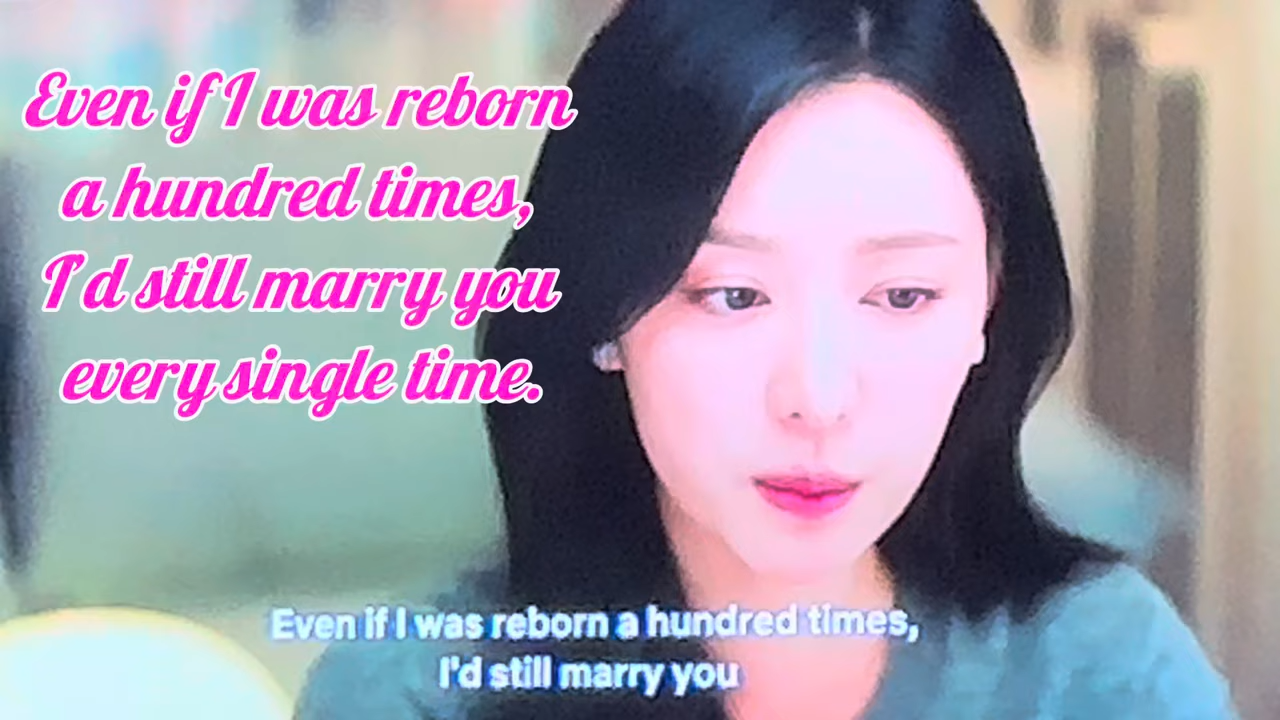 Even if I was reborn
a hundred times,
I'd still marry you
every single time.
Even if I was reborn a hundred times,
I'd still marry you